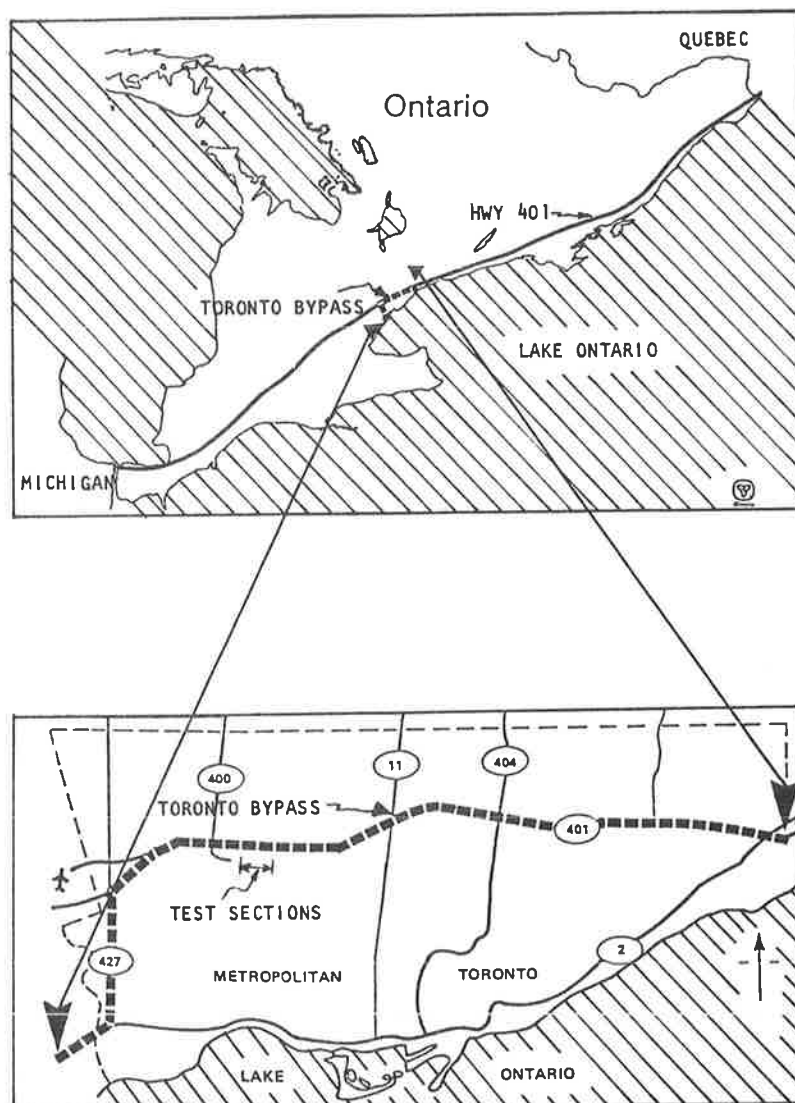 QUEBEC
Ontario
HWY 401
TORONTO BYPASS
LAKE ONTARIO
MICHIGAN
400
11
404
TORONTO BYPASS
401
TEST SECTIONS
427
METROPOLITAN
TORONTO
2
LAKE
ONTARIO